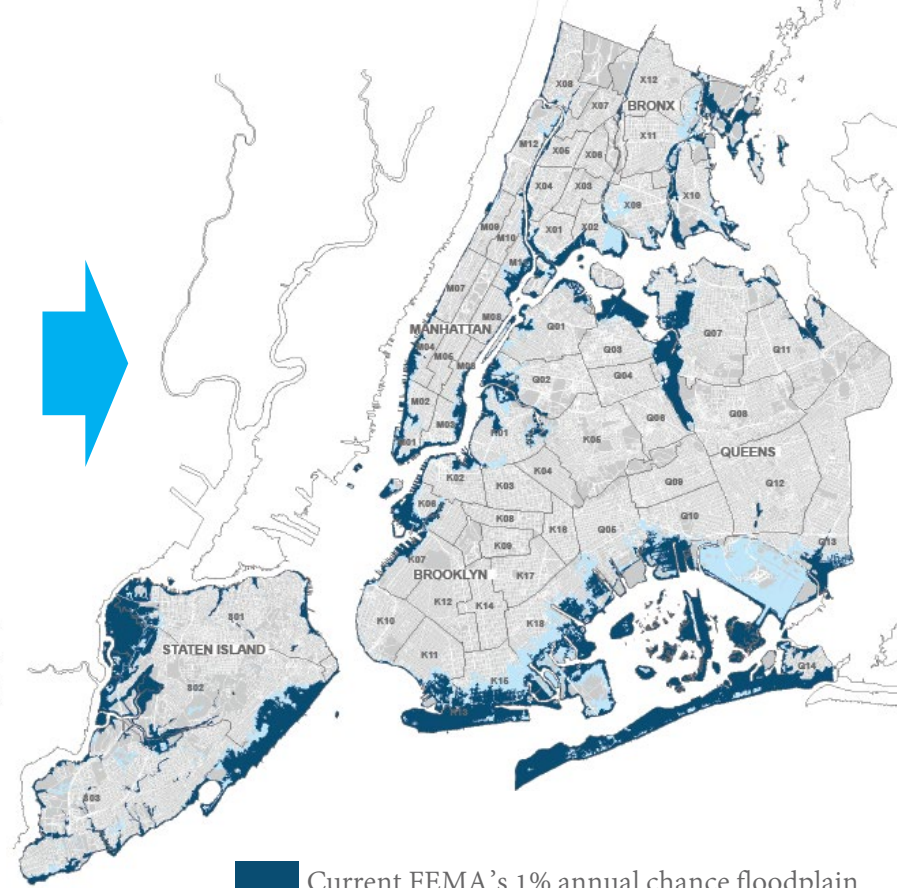 X08
X12
X07
BRONX
X11
M12
X05
X06
X04
X03
X09
X10
M09
X01
X02
M10
M11
M07
M08
MANHATTAN
Q01
Q07
M04
Q03
Q11
M05
M06
Q04
Q02
M02
Q08
M03
Q06
K01
K05
M01
QUEENS
K02
K04
Q09
Q12
K03
K06
K08
K16
Q05
Q10
K09
Q13
K07
BROOKLYN
K17
K12
K14
S01
K10
K18
STATEN ISLAND
K11
Q14
S02
K15
K13
S03
Current FEMA's 1% annual chance floodplain